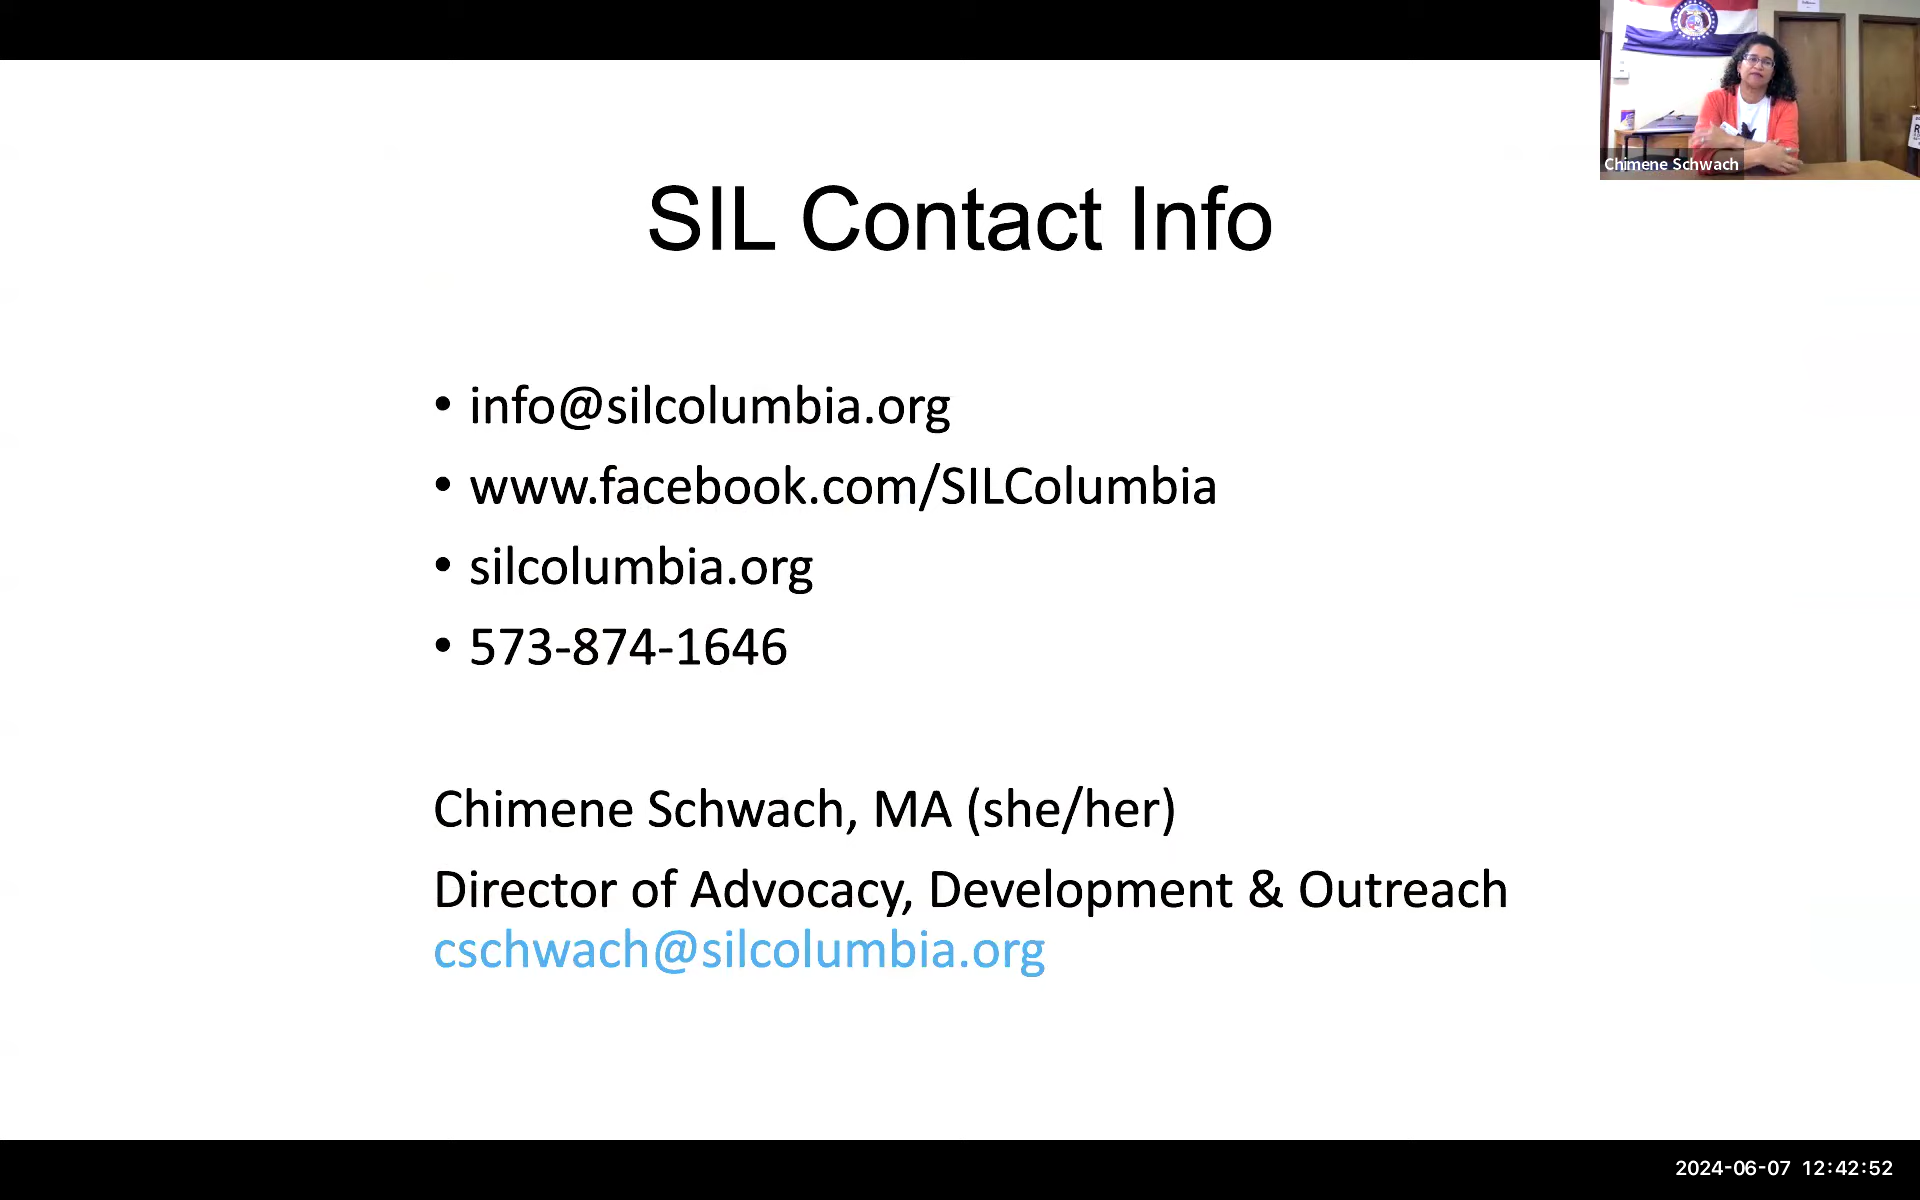 Chimene Schwach
SIL Contact Info
• info@silcolumbia.org
• www.facebook.com/SILColumbia
• silcolumbia.org
• 573-874-1646
Chimene Schwach, MA (she/her)
Director of Advocacy, Development & Outreach
cschwach@silcolumbia.org
2024-06-07 12:42:52